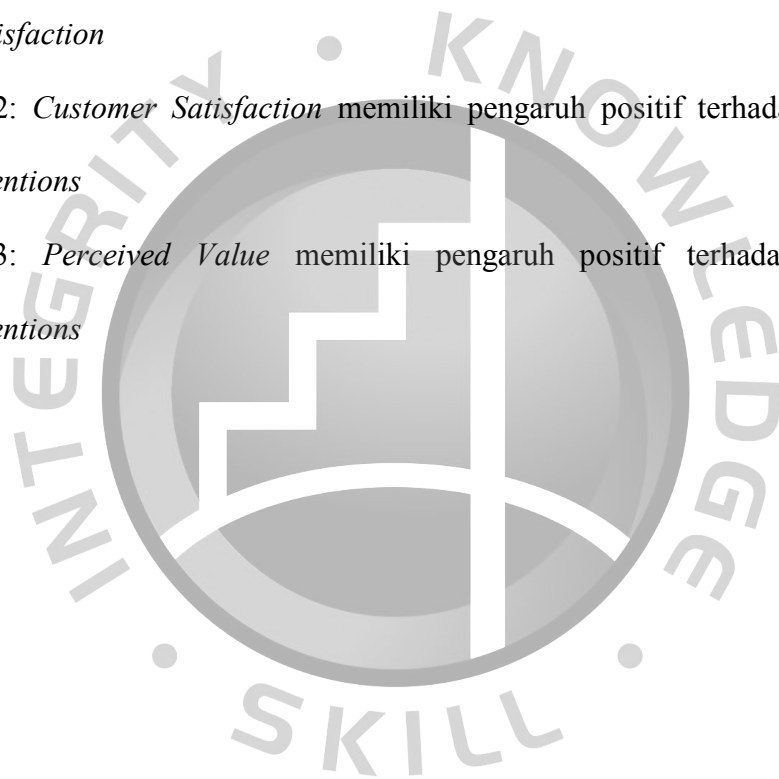 isfaction
2: Customer Satisfaction memiliki pengaruh positif terhada
entions
3: Perceived Value memiliki pengaruh positif terhada
entions
INTEGRITY • KNOWLEDGE • SKILL